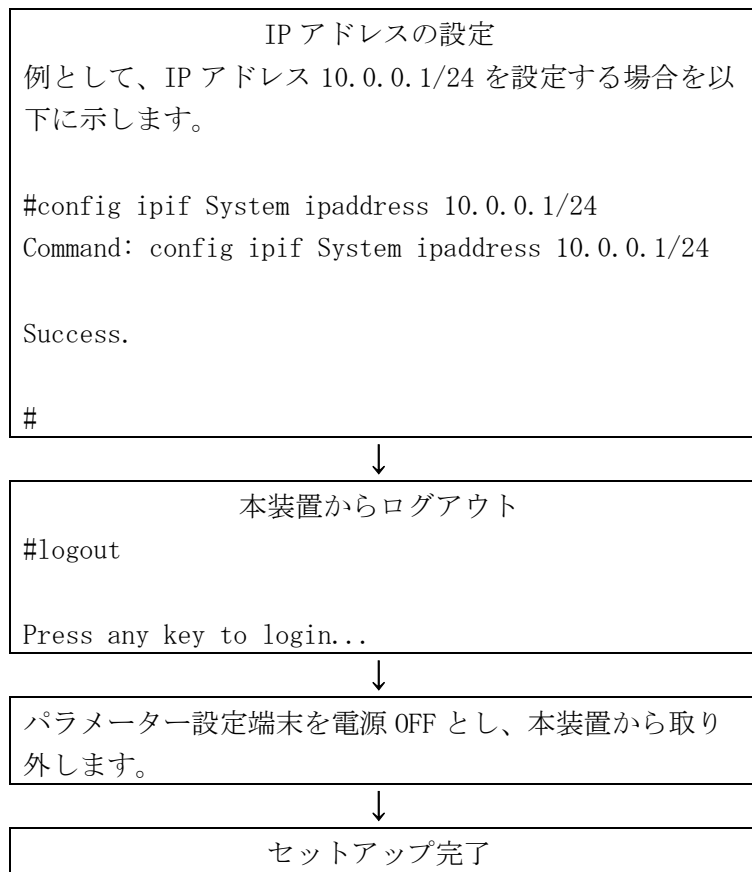 IP アドレスの設定
例として、IP アドレス 10.0.0.1/24 を設定する場合を以
下に示します。
#config ipif System ipaddress 10.0.0.1/24
Command: config ipif System ipaddress 10.0.0.1/24
Success.
#
↓
本装置からログアウト
#logout
Press any key to login...
↓
パラメーター設定端末を電源 OFF とし、本装置から取り
外します。
↓
セットアップ完了